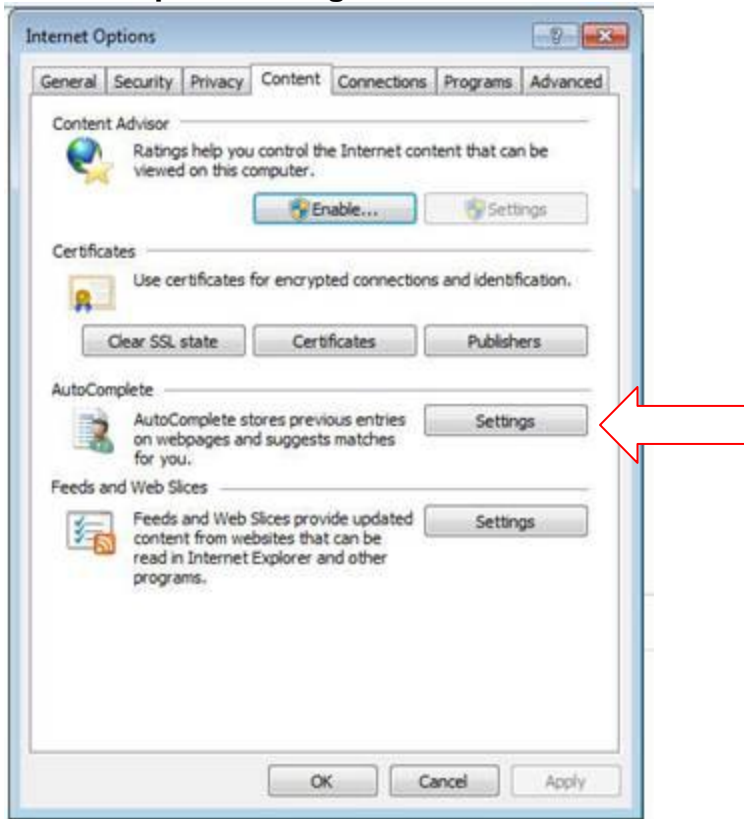 Internet Options
General Security Privacy Content Connections Programs Advanced
Content Advisor
Ratings help you control the Internet content that can be
viewed on this computer.
Enable... Settings
Certificates
Use certificates for encrypted connections and identification.
Clear SSL state Certificates Publishers
AutoComplete
AutoComplete stores previous entries
on webpages and suggests matches
for you.
Settings
Feeds and Web Slices
Feeds and Web Slices provide updated
content from websites that can be
read in Internet Explorer and other
programs.
Settings
OK Cancel Apply